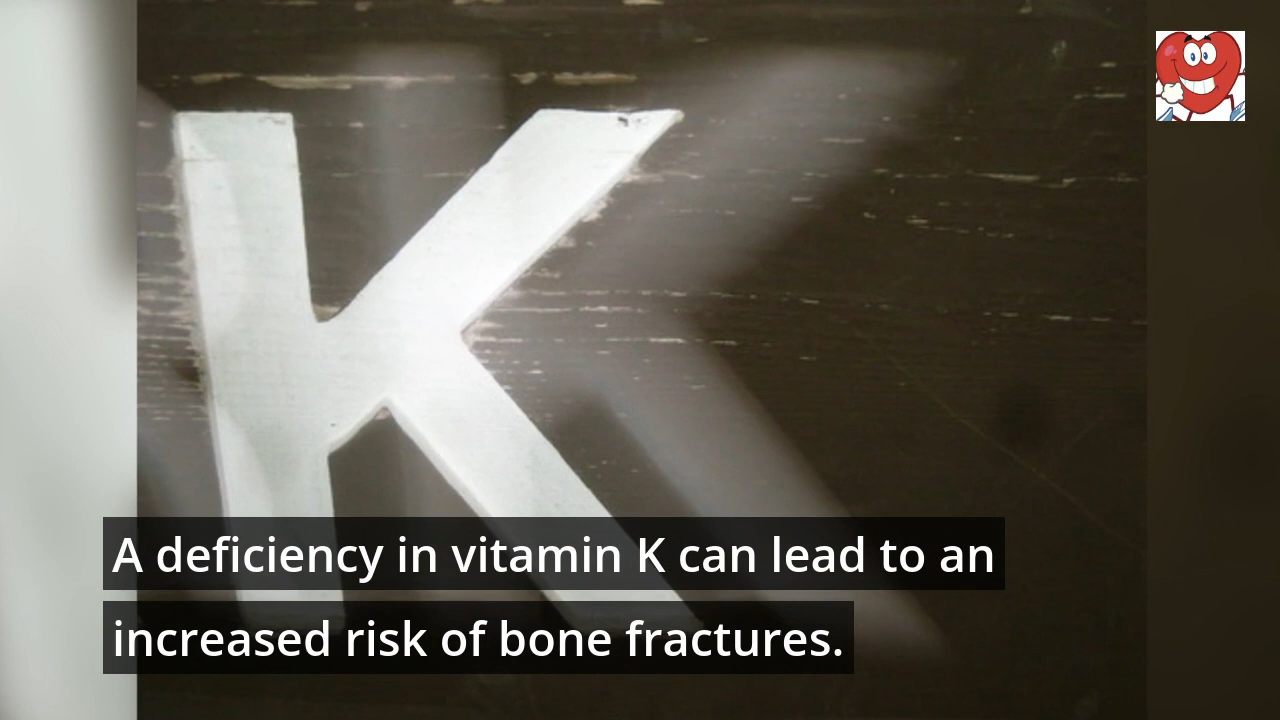 K
A deficiency in vitamin K can lead to an
increased risk of bone fractures.